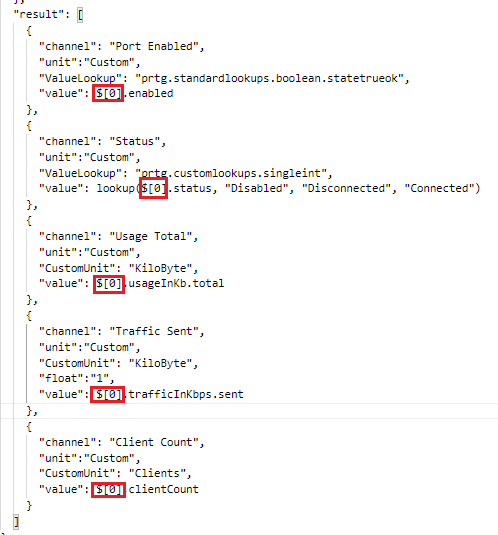 "result": [
{
"channel": "Port Enabled",
"unit":"Custom",
"ValueLookup": "prtg.standardlookups.boolean.statetrueok",
"value": $[0].enabled
},
{
"channel": "Status",
"unit":"Custom",
"ValueLookup": "prtg.customlookups.singleint",
"value": lookup($[0].status, "Disabled", "Disconnected", "Connected")
},
{
"channel": "Usage Total",
"unit":"Custom",
"CustomUnit": "KiloByte",
"value": $[0].usageInKb.total
},
{
"channel": "Traffic Sent",
"unit":"Custom",
"CustomUnit": "KiloByte",
"float":"1",
"value": $[0].trafficInKbps.sent
},
{
"channel": "Client Count",
"unit":"Custom",
"CustomUnit": "Clients",
"value": $[0].clientCount
}
]